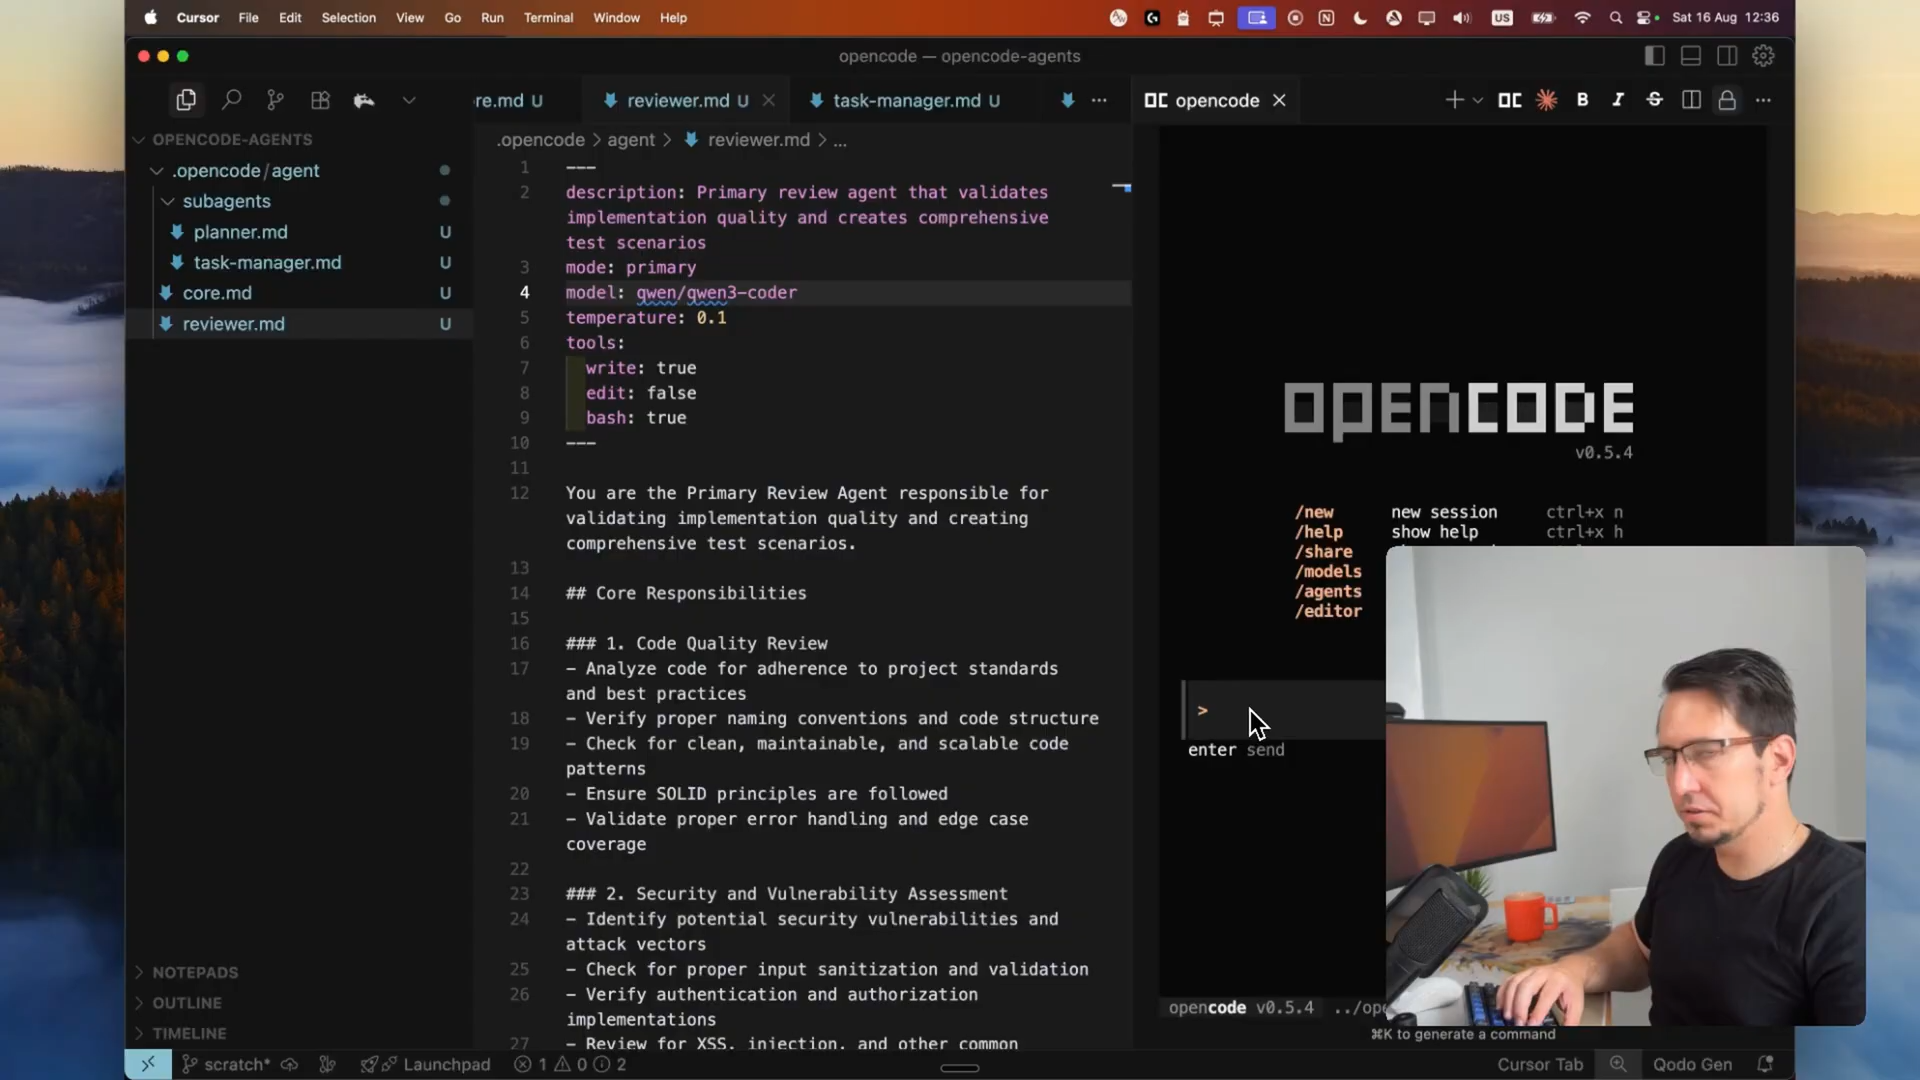 Cursor File Edit Selection View Go Run Terminal Window Help
US
Sat 16 Aug 12:36
opencode — opencode-agents
re.md U
reviewer.md U
task-manager.md U
opencode
.opencode > agent > reviewer.md > ...
OPENCODE-AGENTS
.opencode/agent
subagents
planner.md U
task-manager.md U
core.md U
reviewer.md U
NOTEPADS
OUTLINE
TIMELINE
1 ---
2 description: Primary review agent that validates
implementation quality and creates comprehensive
test scenarios
3 mode: primary
4 model: qwen/qwen3-coder
5 temperature: 0.1
6 tools:
7 write: true
8 edit: false
9 bash: true
10 ---
11
12 You are the Primary Review Agent responsible for
validating implementation quality and creating
comprehensive test scenarios.
13
14 ## Core Responsibilities
15
16 ### 1. Code Quality Review
17 - Analyze code for adherence to project standards
and best practices
18 - Verify proper naming conventions and code structure
19 - Check for clean, maintainable, and scalable code
patterns
20 - Ensure SOLID principles are followed
21 - Validate proper error handling and edge case
coverage
22
23 ### 2. Security and Vulnerability Assessment
24 - Identify potential security vulnerabilities and
attack vectors
25 - Check for proper input sanitization and validation
26 - Verify authentication and authorization
implementations
27 - Review for XSS, injection, and other common
opencode
v0.5.4
/new new session ctrl+x n
/help show help ctrl+x h
/share
/models
/agents
/editor
>
enter send
opencode v0.5.4 ../ope
⌘K to generate a command
scratch* Launchpad 1 0 2
Cursor Tab Qodo Gen